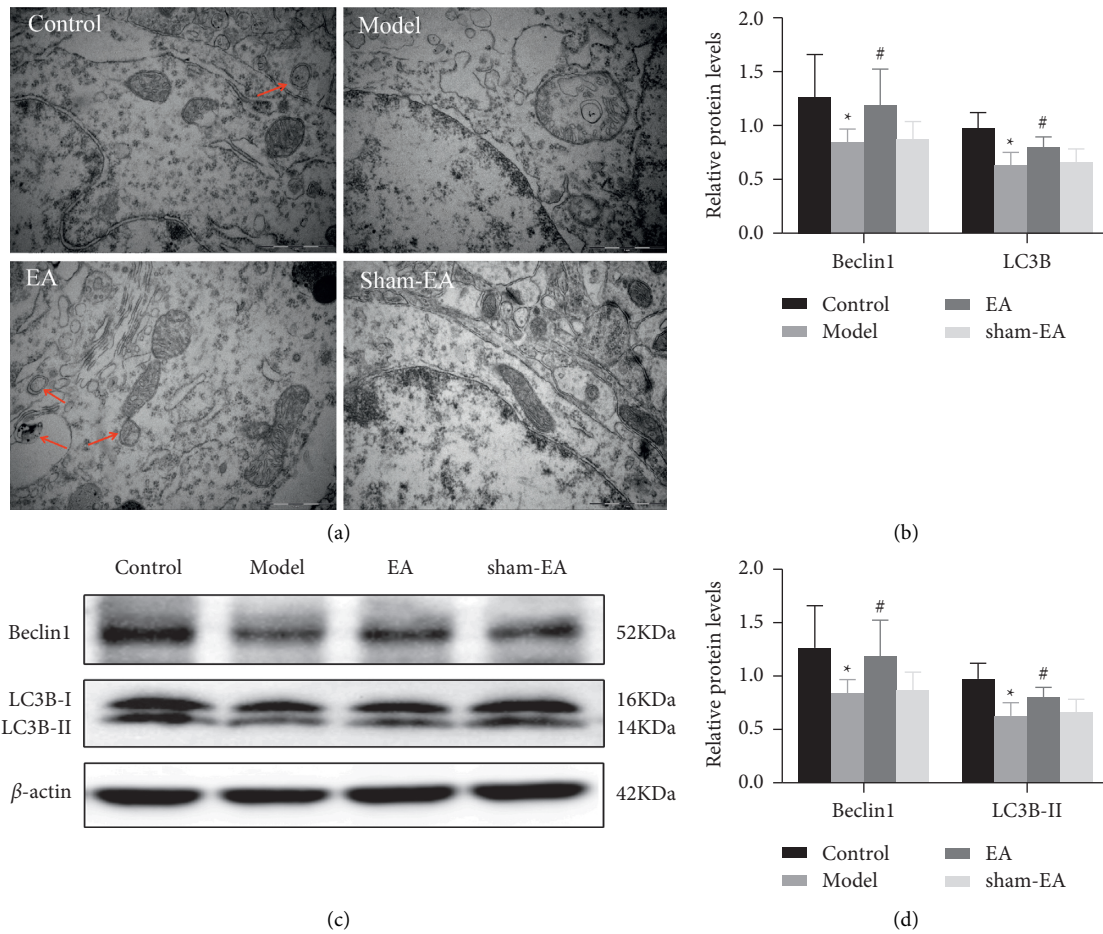 Control
Model
EA
Sham-EA
(a)
2.0
1.5
1.0
0.5
0.0
Relative protein levels
#
*
#
*
Beclin1 LC3B
Control EA
Model sham-EA
(b)
Control Model EA sham-EA
Beclin1 52KDa
LC3B-I 16KDa
LC3B-II 14KDa
β-actin 42KDa
(c)
2.0
1.5
1.0
0.5
0.0
Relative protein levels
#
*
#
*
Beclin1 LC3B-II
Control EA
Model sham-EA
(d)